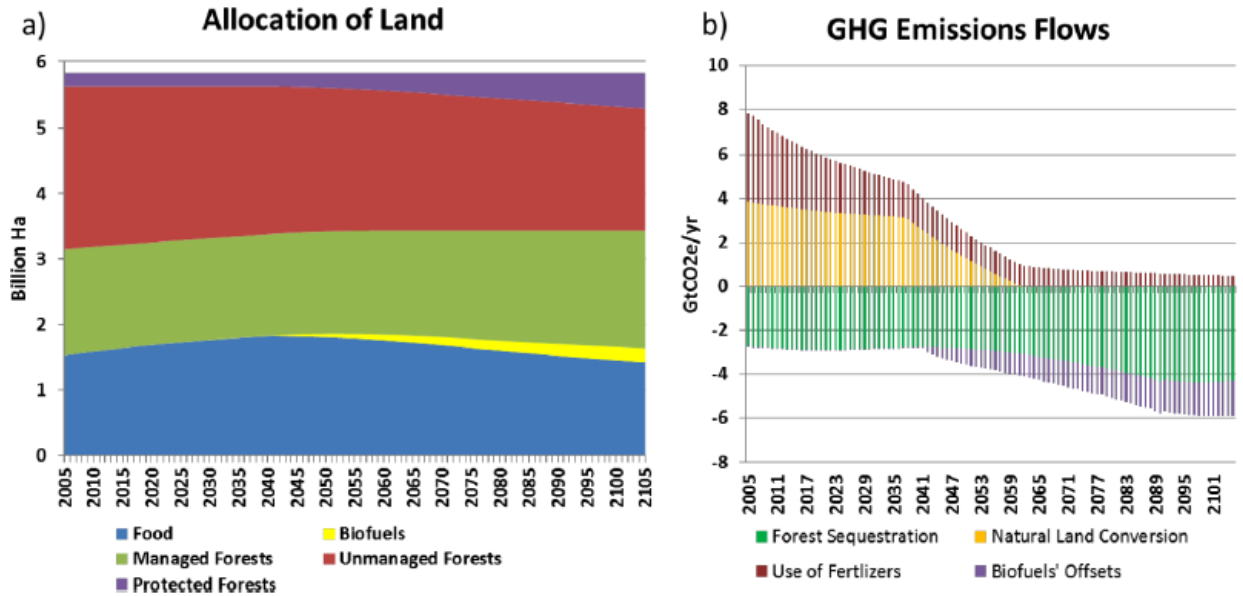 a)
Allocation of Land
6
5
4
3
2
1
0
Billion Ha
2005 2010 2015 2020 2025 2030 2035 2040 2045 2050 2055 2060 2065 2070 2075 2080 2085 2090 2095 2100 2105
Food Biofuels
Managed Forests Unmanaged Forests
Protected Forests
b)
GHG Emissions Flows
10
8
6
4
2
0
-2
-4
-6
-8
GtCO2e/yr
2005 2011 2017 2023 2029 2035 2041 2047 2053 2059 2065 2071 2077 2083 2089 2095 2101
Forest Sequestration Natural Land Conversion
Use of Fertlizers Biofuels' Offsets